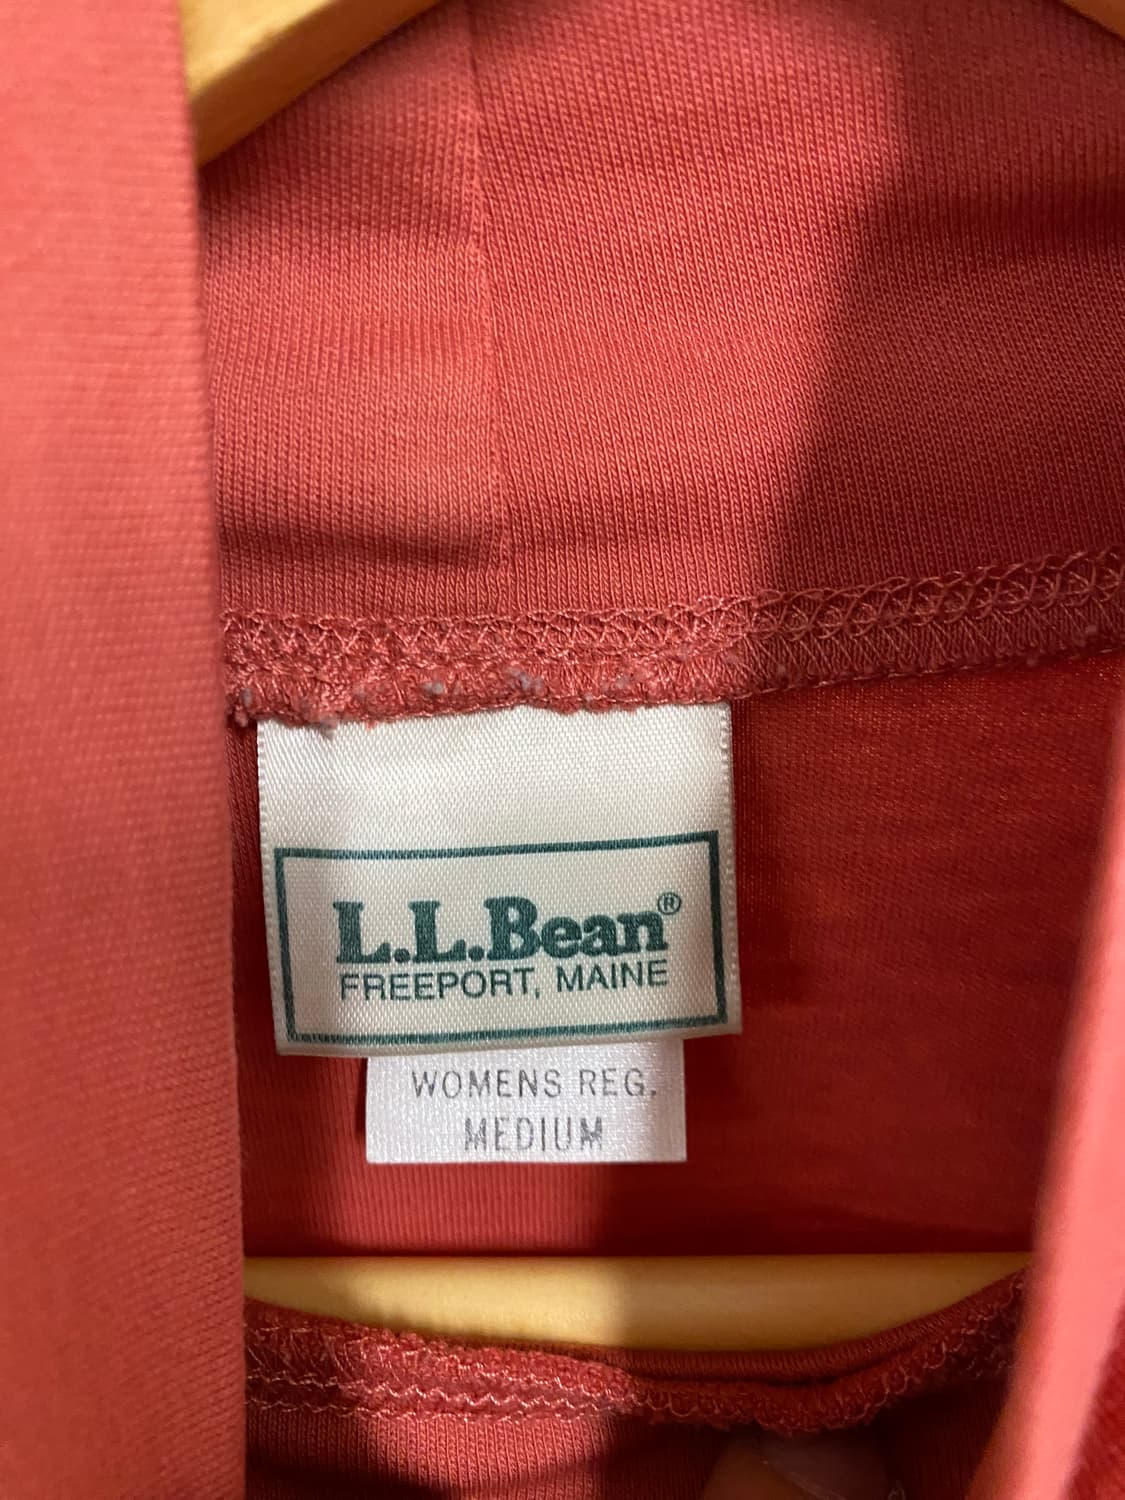 L.L.Bean®
FREEPORT, MAINE
WOMENS REG.
MEDIUM